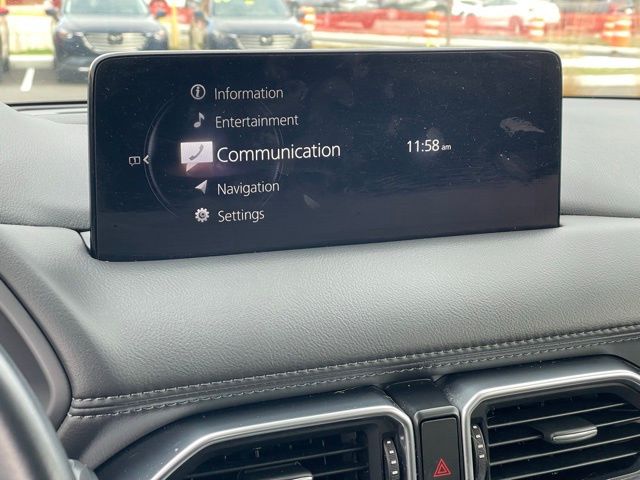 Information
Entertainment
Communication
11:58 am
Navigation
Settings